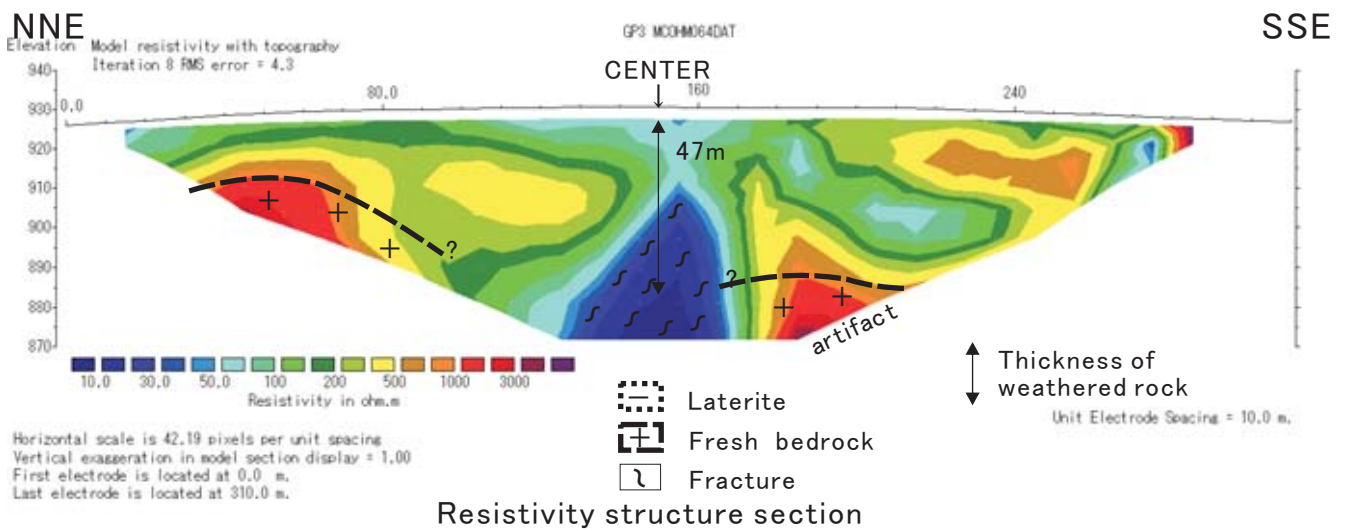 NNE
SSE
GP3 MCOHM064DAT
Elevation
Model resistivity with topography
Iteration 8 RMS error = 4.3
CENTER
940
930
920
910
900
890
880
870
0.0
80.0
160
240
47m
?
?
artifact
10.0 30.0 50.0 100 200 500 1000 3000
Resistivity in ohm.m
Thickness of
weathered rock
Unit Electrode Spacing = 10.0 m.
Laterite
Fresh bedrock
Fracture
Horizontal scale is 42.19 pixels per unit spacing
Vertical exaggeration in model section display = 1.00
First electrode is located at 0.0 m.
Last electrode is located at 310.0 m.
Resistivity structure section